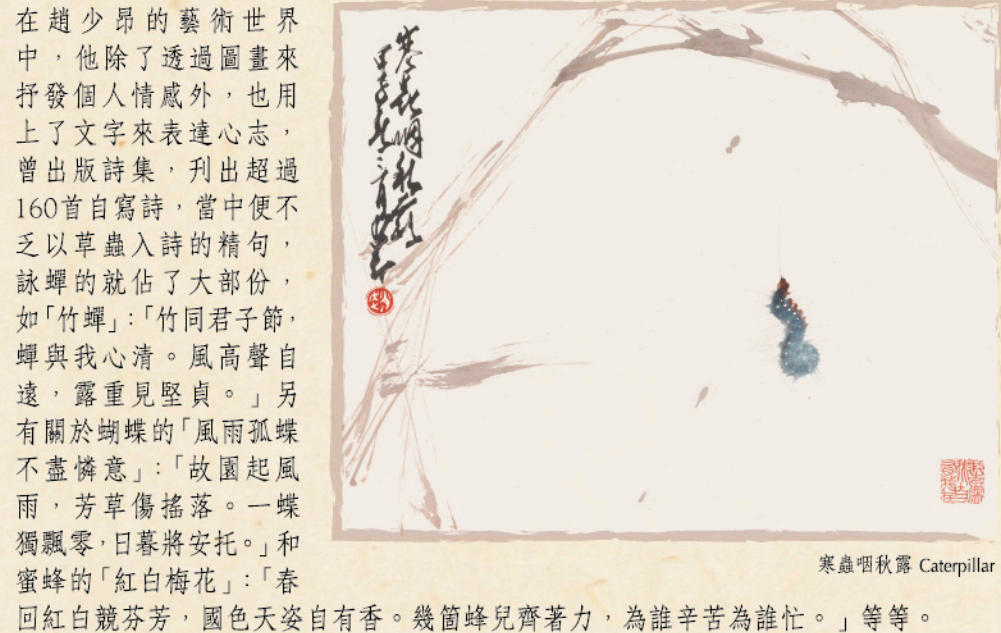 在趙少昂的藝術世界
中，他除了透過圖畫來
抒發個人情感外，也用
上了文字來表達心志，
曾出版詩集，刋出超過
160首自寫詩，當中便不
乏以草蟲入詩的精句，
詠蟬的就佔了大部份，
如「竹蟬」：「竹同君子節，
蟬與我心清。風高聲自
遠，露重見堅貞。」另
有關於蝴蝶的「風雨孤蝶
不盡憐意」：「故園起風
雨，芳草傷搖落。一蝶
獨飄零，日暮將安托。」和
蜜蜂的「紅白梅花」：「春
回紅白競芬芳，國色天姿自有香。幾箇蜂兒齊著力，為誰辛苦為誰忙。」等等。
寒蟲咽秋露
少昂
寒蟲咽秋露 Caterpillar